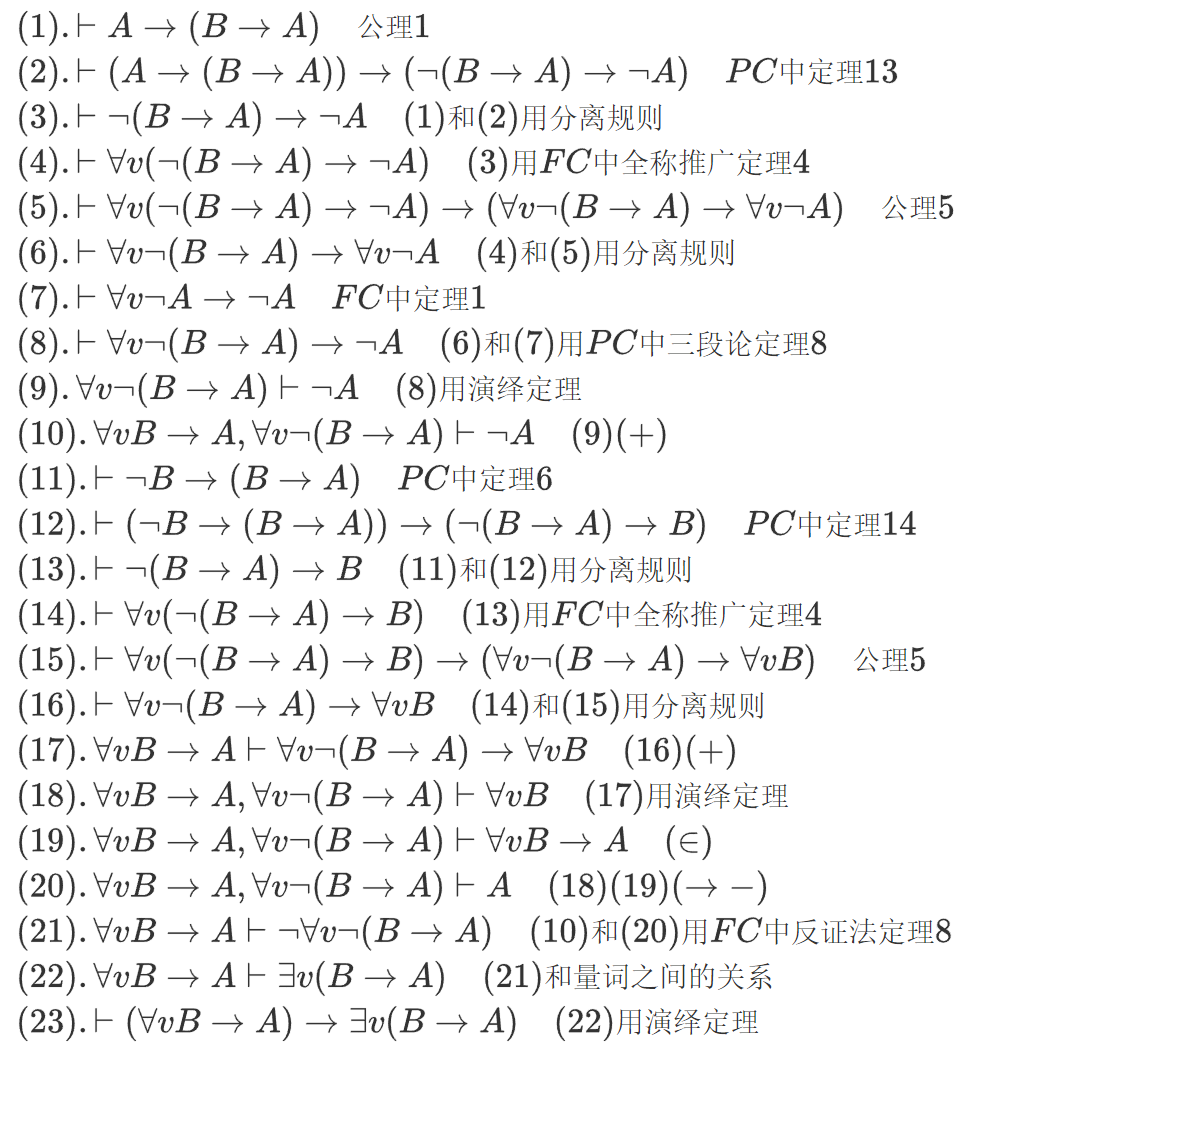 (1).⊢ A → (B → A) 公理1
(2).⊢ (A → (B → A)) → (¬(B → A) → ¬A) PC中定理13
(3).⊢ ¬(B → A) → ¬A (1)和(2)用分离规则
(4).⊢ ∀v(¬(B → A) → ¬A) (3)用FC中全称推广定理4
(5).⊢ ∀v(¬(B → A) → ¬A) → (∀v¬(B → A) → ∀v¬A) 公理5
(6).⊢ ∀v¬(B → A) → ∀v¬A (4)和(5)用分离规则
(7).⊢ ∀v¬A → ¬A FC中定理1
(8).⊢ ∀v¬(B → A) → ¬A (6)和(7)用PC中三段论定理8
(9). ∀v¬(B → A) ⊢ ¬A (8)用演绎定理
(10). ∀vB → A, ∀v¬(B → A) ⊢ ¬A (9)(+)
(11).⊢ ¬B → (B → A) PC中定理6
(12).⊢ (¬B → (B → A)) → (¬(B → A) → B) PC中定理14
(13).⊢ ¬(B → A) → B (11)和(12)用分离规则
(14).⊢ ∀v(¬(B → A) → B) (13)用FC中全称推广定理4
(15).⊢ ∀v(¬(B → A) → B) → (∀v¬(B → A) → ∀vB) 公理5
(16).⊢ ∀v¬(B → A) → ∀vB (14)和(15)用分离规则
(17). ∀vB → A ⊢ ∀v¬(B → A) → ∀vB (16)(+)
(18). ∀vB → A, ∀v¬(B → A) ⊢ ∀vB (17)用演绎定理
(19). ∀vB → A, ∀v¬(B → A) ⊢ ∀vB → A (∈)
(20). ∀vB → A, ∀v¬(B → A) ⊢ A (18)(19)(→ −)
(21). ∀vB → A ⊢ ¬∀v¬(B → A) (10)和(20)用FC中反证法定理8
(22). ∀vB → A ⊢ ∃v(B → A) (21)和量词之间的关系
(23).⊢ (∀vB → A) → ∃v(B → A) (22)用演绎定理